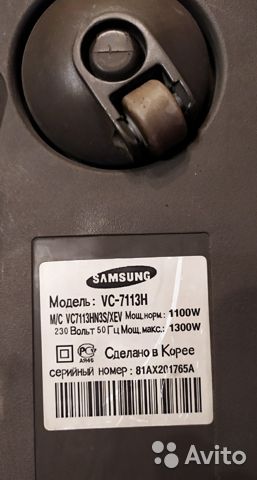 SAMSUNG
Модель: VC-7113H
M/C VC7113HN3S/XEV Мощ.норм.: 1100W
230 Вольт 50 Гц Мощ. макс.: 1300W
Сделано в Корее
серийный номер : 81AX201765A
Avito